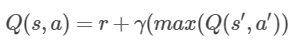 Q(s,a) = r + γ(max(Q(s′,a′))